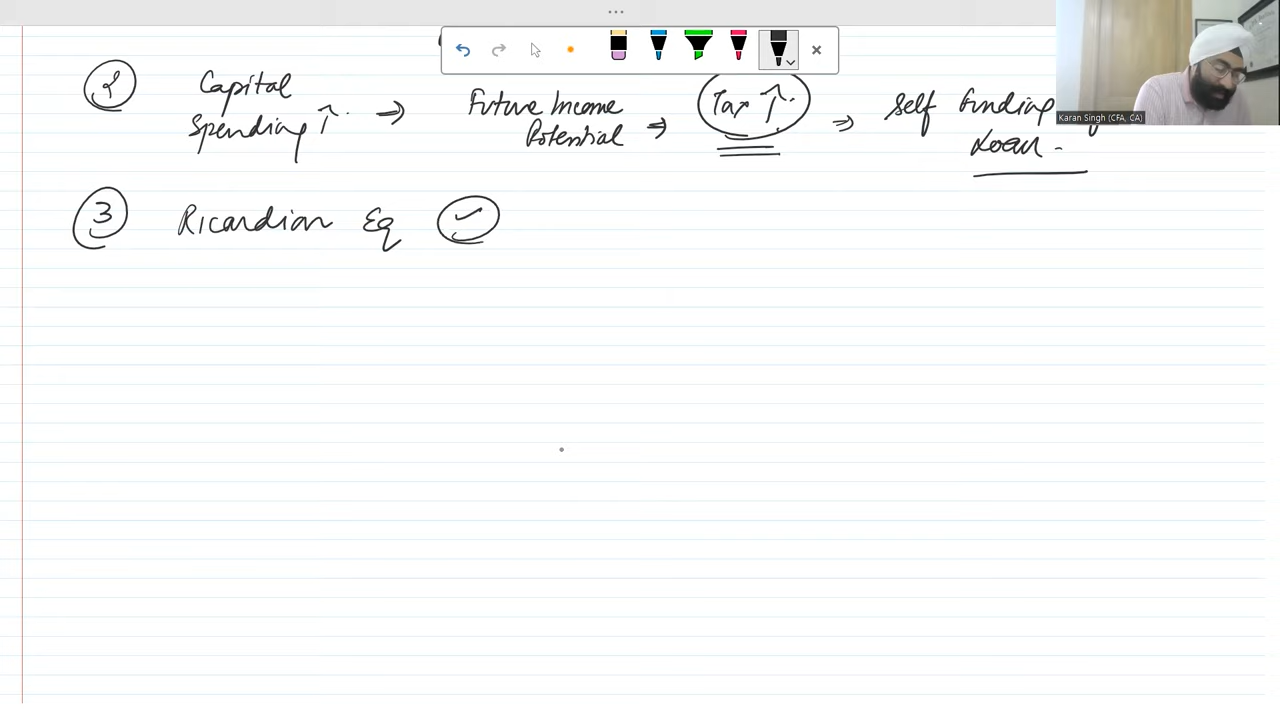 2 Capital Spending ↑. ⇒ Future Income Potential ⇒ Tax ↑. ⇒ Self Funding Loan -
3 Ricardian Eq ✓
Karan Singh (CFA, CA)